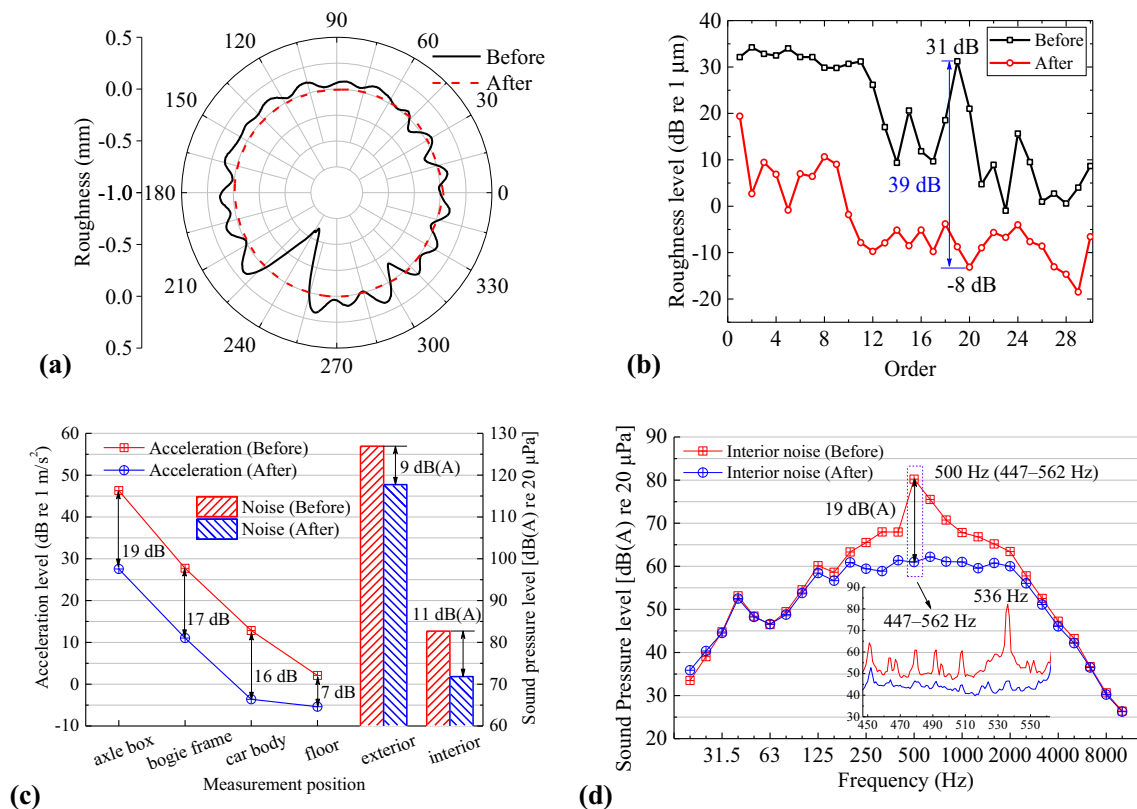 90
120
60
150
30
180
0
210
330
240
300
270
0.5
0.0
-0.5
-1.0
-0.5
0.0
0.5
Roughness (mm)
Before
After
(a)
31 dB
Before
After
39 dB
-8 dB
40
30
20
10
0
-10
-20
Roughness level (dB re 1 μm)
0 4 8 12 16 20 24 28
Order
(b)
Acceleration (Before)
Acceleration (After)
Noise (Before)
Noise (After)
19 dB
17 dB
16 dB
7 dB
9 dB(A)
11 dB(A)
60
50
40
30
20
10
0
-10
Acceleration level (dB re 1 m/s²)
130
120
110
100
90
80
70
60
Sound pressure level [dB(A) re 20 μPa]
axle box
bogie frame
car body
floor
exterior
interior
Measurement position
(c)
Interior noise (Before)
Interior noise (After)
500 Hz (447–562 Hz)
19 dB(A)
447–562 Hz
536 Hz
90
80
70
60
50
40
30
450 470 490 510 530 550
90
80
70
60
50
40
30
20
Sound Pressure level [dB(A) re 20 μPa]
31.5 63 125 250 500 1000 2000 4000 8000
Frequency (Hz)
(d)